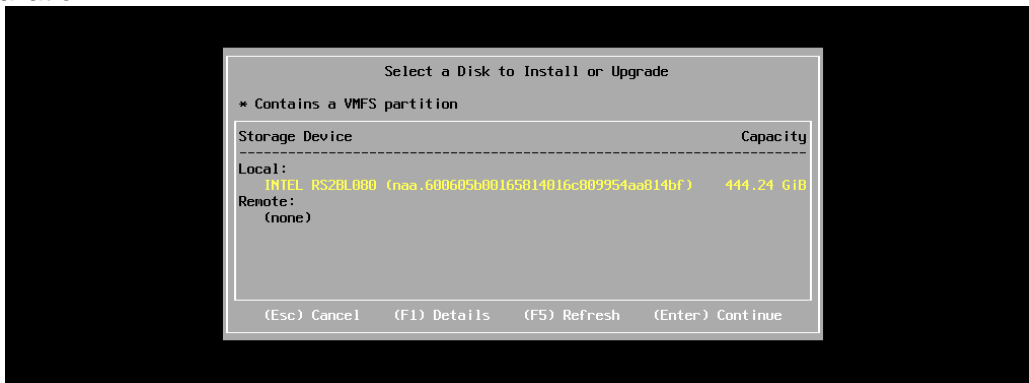 Select a Disk to Install or Upgrade
* Contains a VMFS partition
Storage Device Capacity
Local:
INTEL RS2BL080 (naa.600605b00165814016c809954aa814bf) 444.24 GiB
Remote:
(none)
(Esc) Cancel (F1) Details (F5) Refresh (Enter) Continue